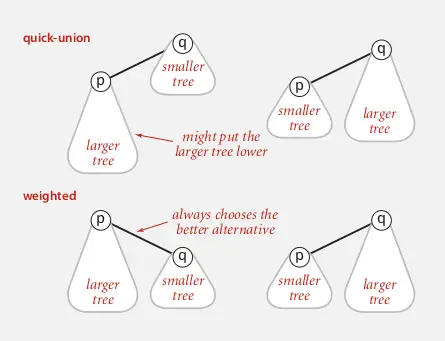 quick-union
q
smaller
tree
p
larger
tree
q
p
smaller
tree
larger
tree
might put the
larger tree lower
weighted
p
always chooses the
better alternative
q
larger
tree
smaller
tree
q
p
smaller
tree
larger
tree